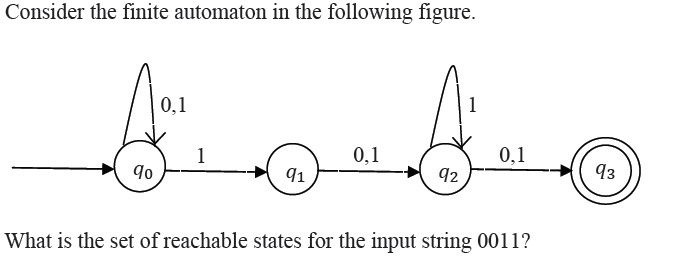 Consider the finite automaton in the following figure.
0,1
1
1
0,1
0,1
q0
q1
q2
q3
What is the set of reachable states for the input string 0011?